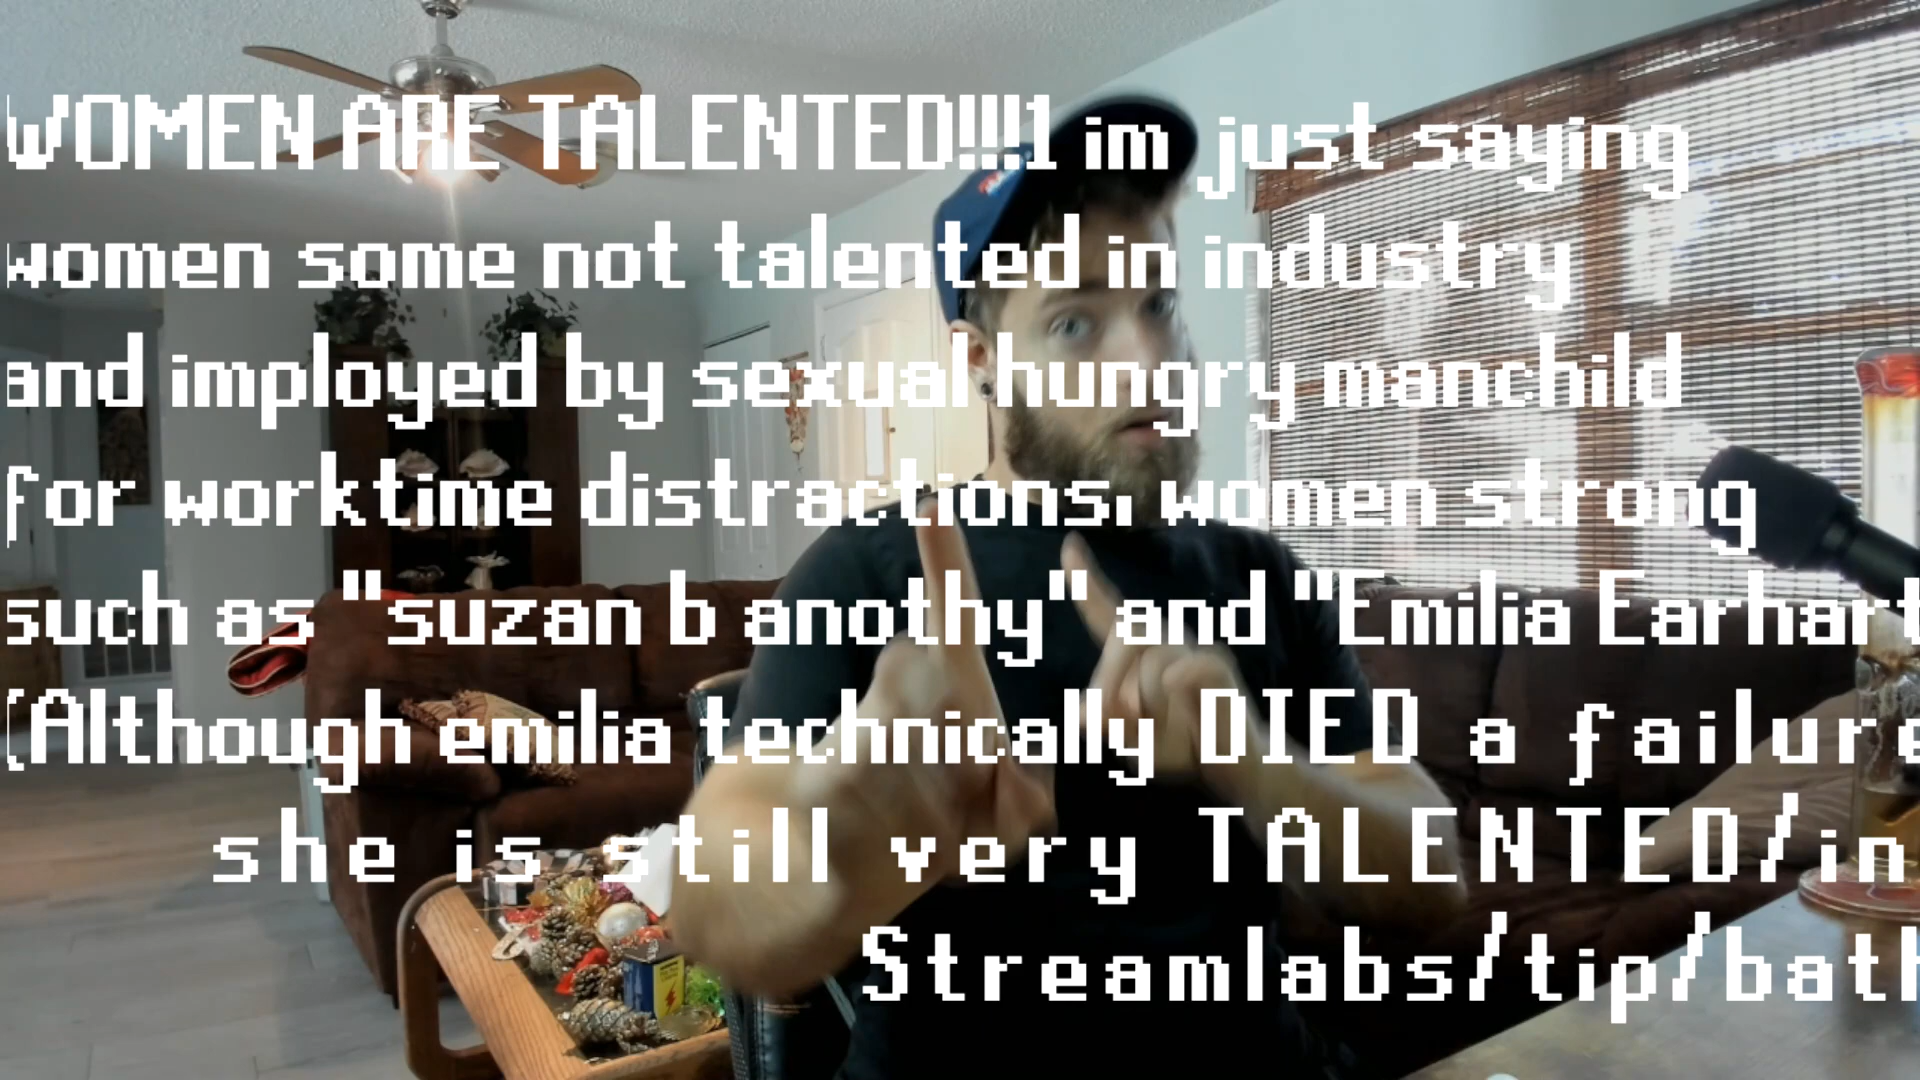 WOMEN ARE TALENTED!!!1 im just saying
women some not talented in industry
and imployed by sexual hungry manchild
for worktime distractions, women strong
such as "suzan b anothy" and "Emilia Earhart
(Although emilia technically DIED a failure
she is still very TALENTED/in
Streamlabs/tip/bath